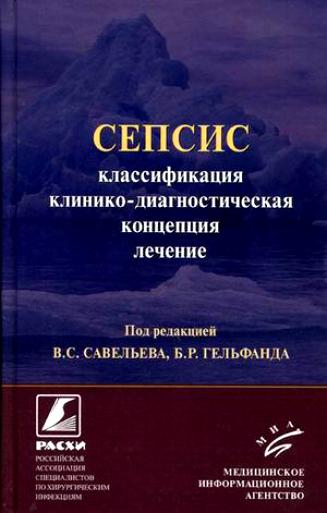 СЕПСИС
классификация
клинико-диагностическая
концепция
лечение
Под редакцией
В.С. САВЕЛЬЕВА, Б.Р. ГЕЛЬФАНДА
РАСХИ
РОССИЙСКАЯ
АССОЦИАЦИЯ
СПЕЦИАЛИСТОВ
ПО ХИРУРГИЧЕСКИМ
ИНФЕКЦИЯМ
МИА
МЕДИЦИНСКОЕ
ИНФОРМАЦИОННОЕ
АГЕНТСТВО